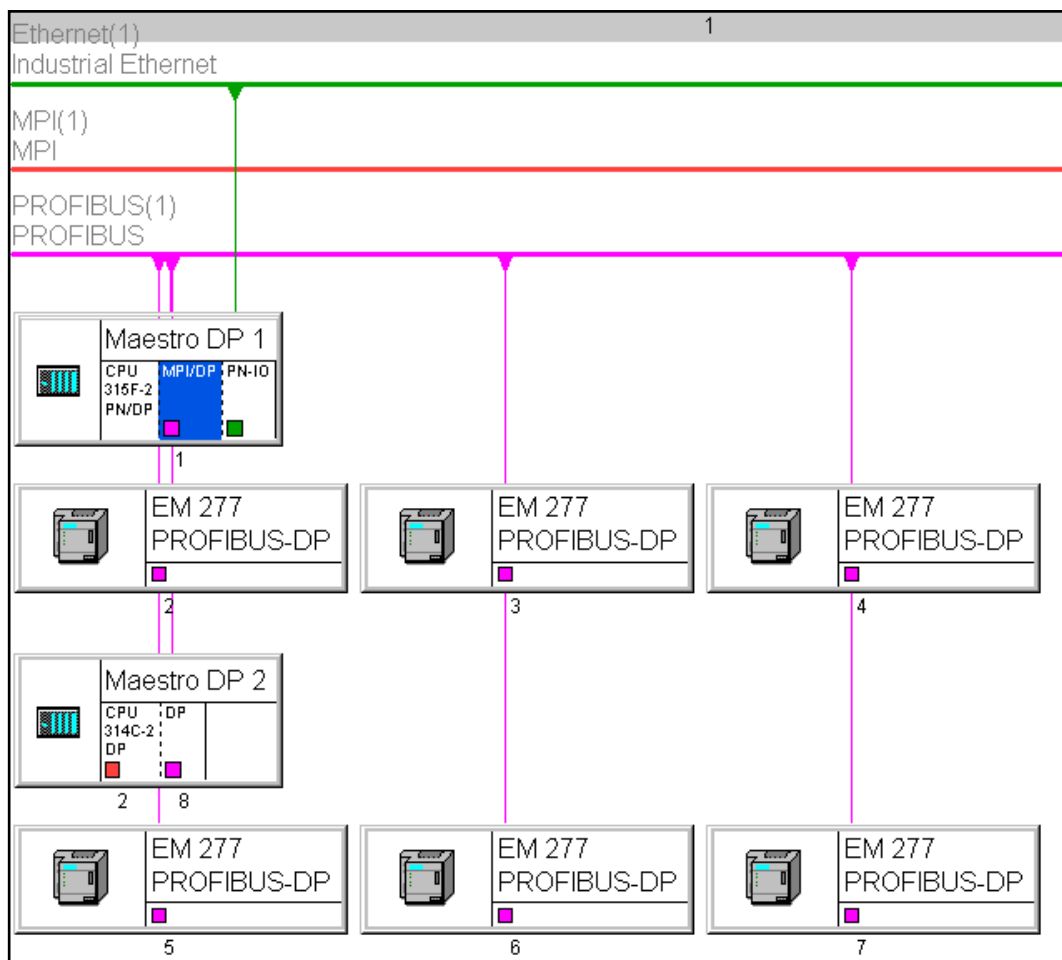 1
Ethernet(1)
Industrial Ethernet
MPI(1)
MPI
PROFIBUS(1)
PROFIBUS
Maestro DP 1
CPU
315F-2
PN/DP
MPI/DP
PN-IO
1
EM 277
PROFIBUS-DP
2
EM 277
PROFIBUS-DP
3
EM 277
PROFIBUS-DP
4
Maestro DP 2
CPU
314C-2
DP
DP
2
8
EM 277
PROFIBUS-DP
5
EM 277
PROFIBUS-DP
6
EM 277
PROFIBUS-DP
7